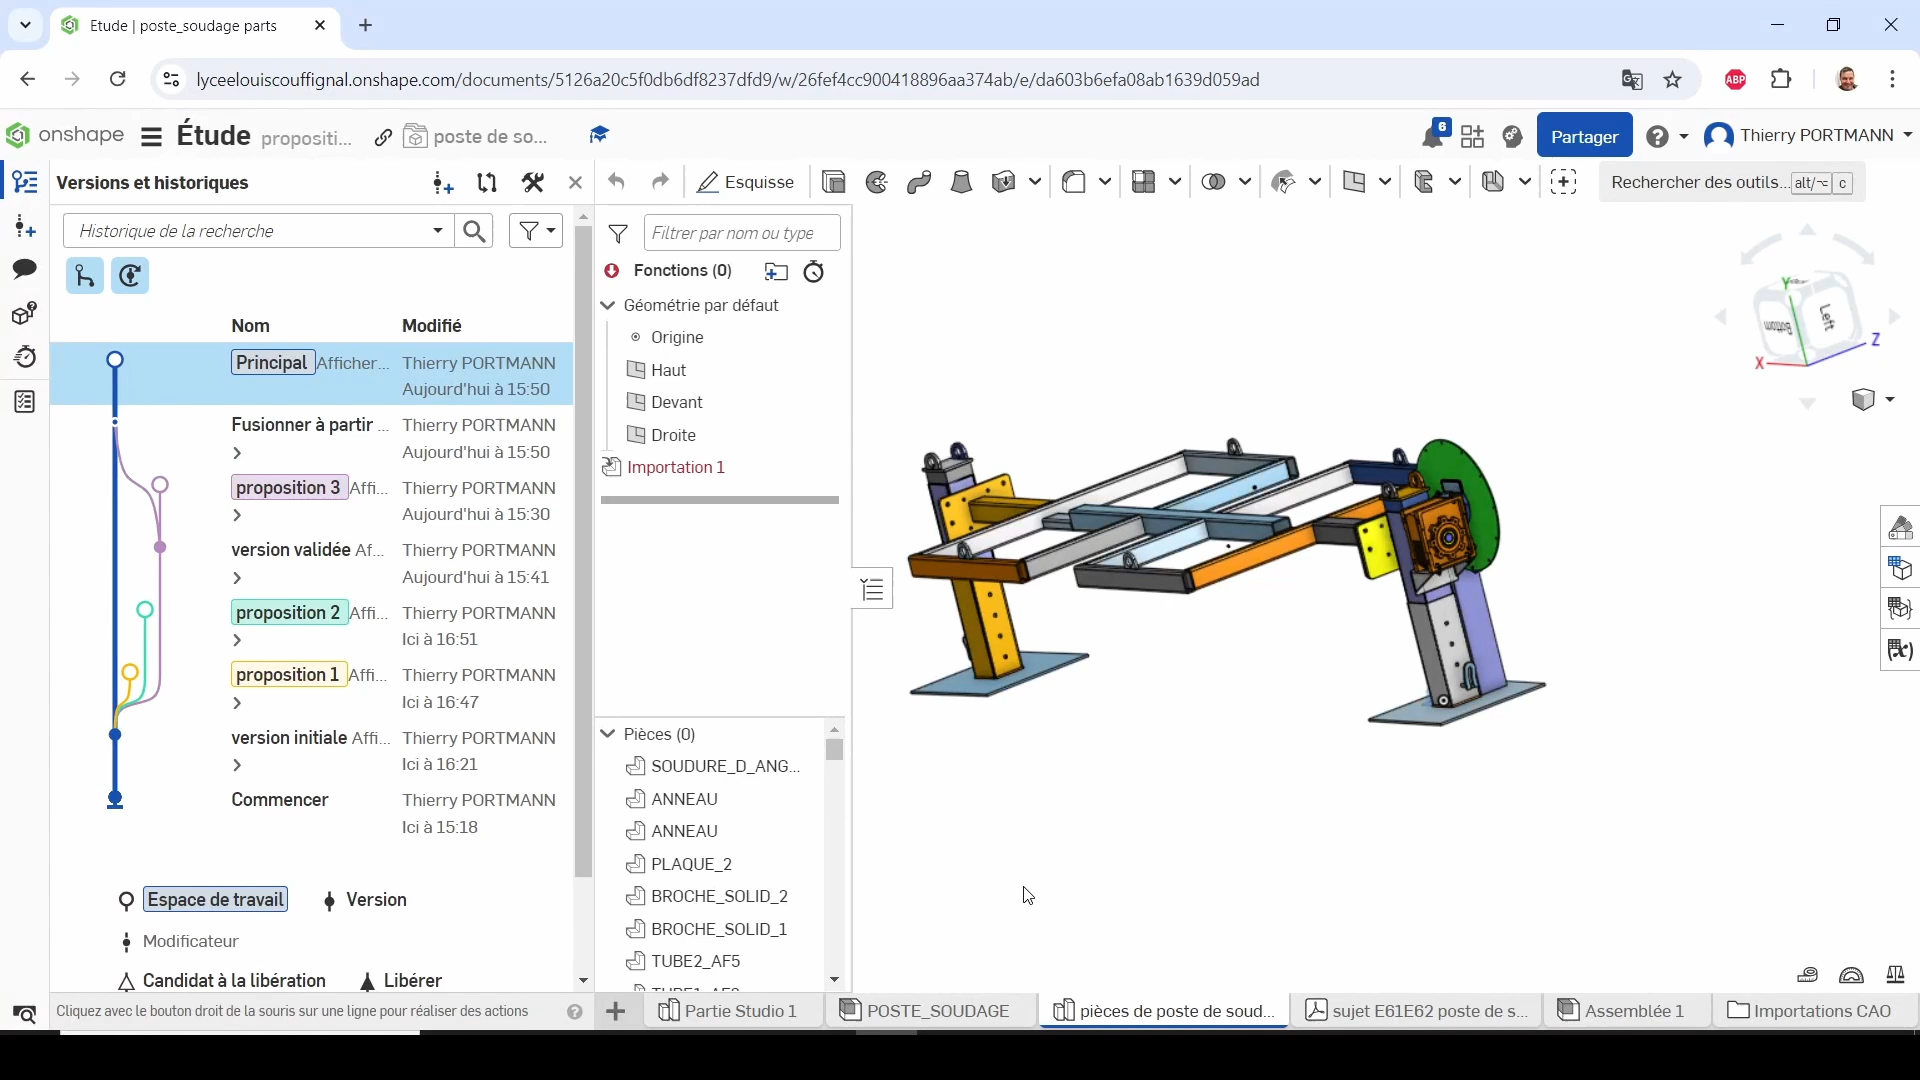 Etude | poste_soudage parts
lyceelouiscouffignal.onshape.com/documents/5126a20c5f0db6df8237dfd9/w/26fef4cc900418896aa374ab/e/da603b6efa08ab1639d059ad
ABP
onshape
Étude
propositi...
poste de so...
6
Partager
Thierry PORTMANN
Versions et historiques
Esquisse
Rechercher des outils... alt/⌥ c
Historique de la recherche
Filtrer par nom ou type
Fonctions (0)
Géométrie par défaut
Origine
Haut
Devant
Droite
Importation 1
Nom Modifié
Principal Afficher... Thierry PORTMANN
Aujourd'hui à 15:50
Fusionner à partir ... Thierry PORTMANN
Aujourd'hui à 15:50
proposition 3 Affi... Thierry PORTMANN
Aujourd'hui à 15:30
version validée Af... Thierry PORTMANN
Aujourd'hui à 15:41
proposition 2 Affi... Thierry PORTMANN
Ici à 16:51
proposition 1 Affi... Thierry PORTMANN
Ici à 16:47
version initiale Affi... Thierry PORTMANN
Ici à 16:21
Commencer Thierry PORTMANN
Ici à 15:18
Espace de travail Version
Modificateur
Candidat à la libération Libérer
Cliquez avec le bouton droit de la souris sur une ligne pour réaliser des actions
Pièces (0)
SOUDURE_D_ANG...
ANNEAU
ANNEAU
PLAQUE_2
BROCHE_SOLID_2
BROCHE_SOLID_1
TUBE2_AF5
Y
Left
Bottom
Z
X
(x)
Partie Studio 1
POSTE_SOUDAGE
pièces de poste de soud...
sujet E61E62 poste de s...
Assemblée 1
Importations CAO